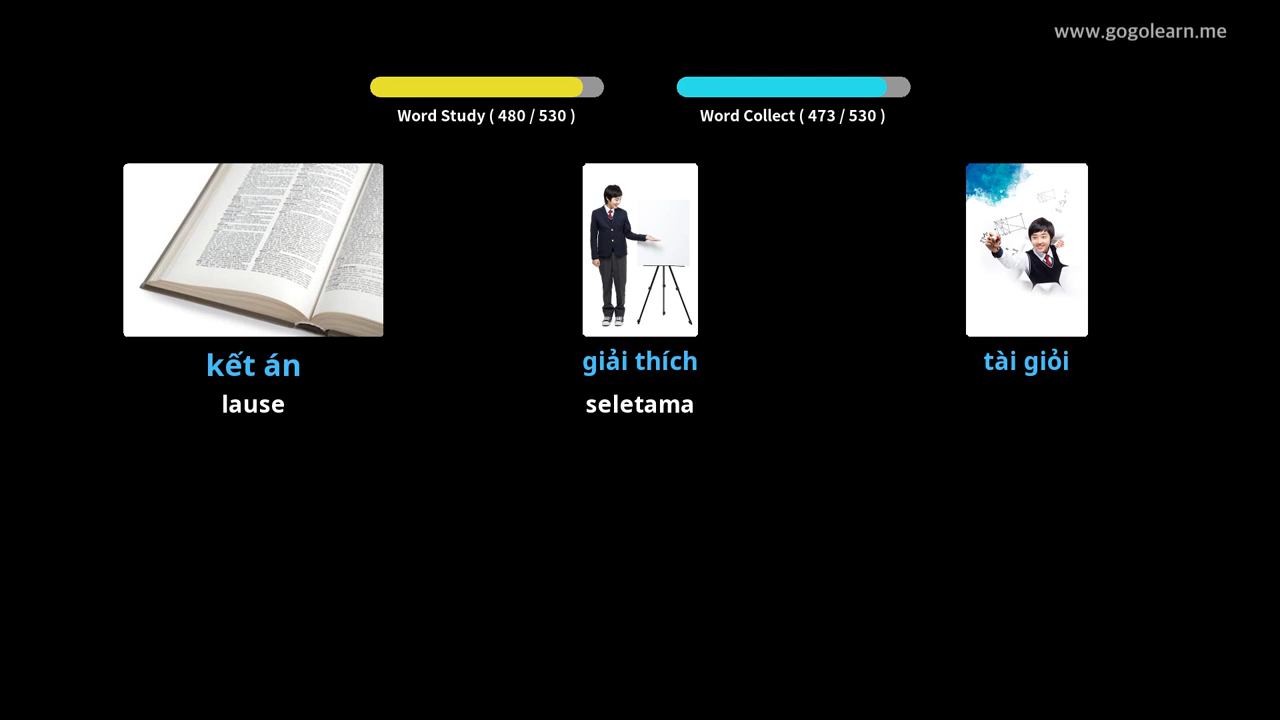 www.gogolearn.me
Word Study ( 480 / 530 )
Word Collect ( 473 / 530 )
kết án
giải thích
tài giỏi
lause
seletama